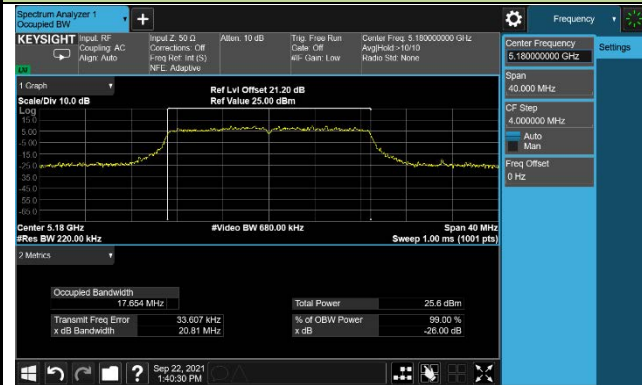 Spectrum Analyzer 1
Occupied BW
+
Frequency
KEYSIGHT
Input: RF
Coupling: AC
Align: Auto
Input Z: 50 Ω
Corrections: Off
Freq Ref: Int (S)
NFE: Adaptive
Atten: 10 dB
Trig: Free Run
Gate: Off
#IF Gain: Low
Center Freq: 5.180000000 GHz
Avg|Hold:>10/10
Radio Std: None
Center Frequency
5.180000000 GHz
Settings
Span
40.000 MHz
CF Step
4.000000 MHz
Auto
Man
Freq Offset
0 Hz
1 Graph
Scale/Div 10.0 dB
Ref Lvl Offset 21.20 dB
Ref Value 25.00 dBm
Log
15.0
5.00
-5.00
-15.0
-25.0
-35.0
-45.0
-55.0
-65.0
Center 5.18 GHz
#Video BW 680.00 kHz
Span 40 MHz
#Res BW 220.00 kHz
Sweep 1.00 ms (1001 pts)
2 Metrics
Occupied Bandwidth
17.654 MHz
Total Power
25.6 dBm
Transmit Freq Error
33.607 kHz
% of OBW Power
99.00 %
x dB Bandwidth
20.81 MHz
x dB
-26.00 dB
?
Sep 22, 2021
1:40:30 PM